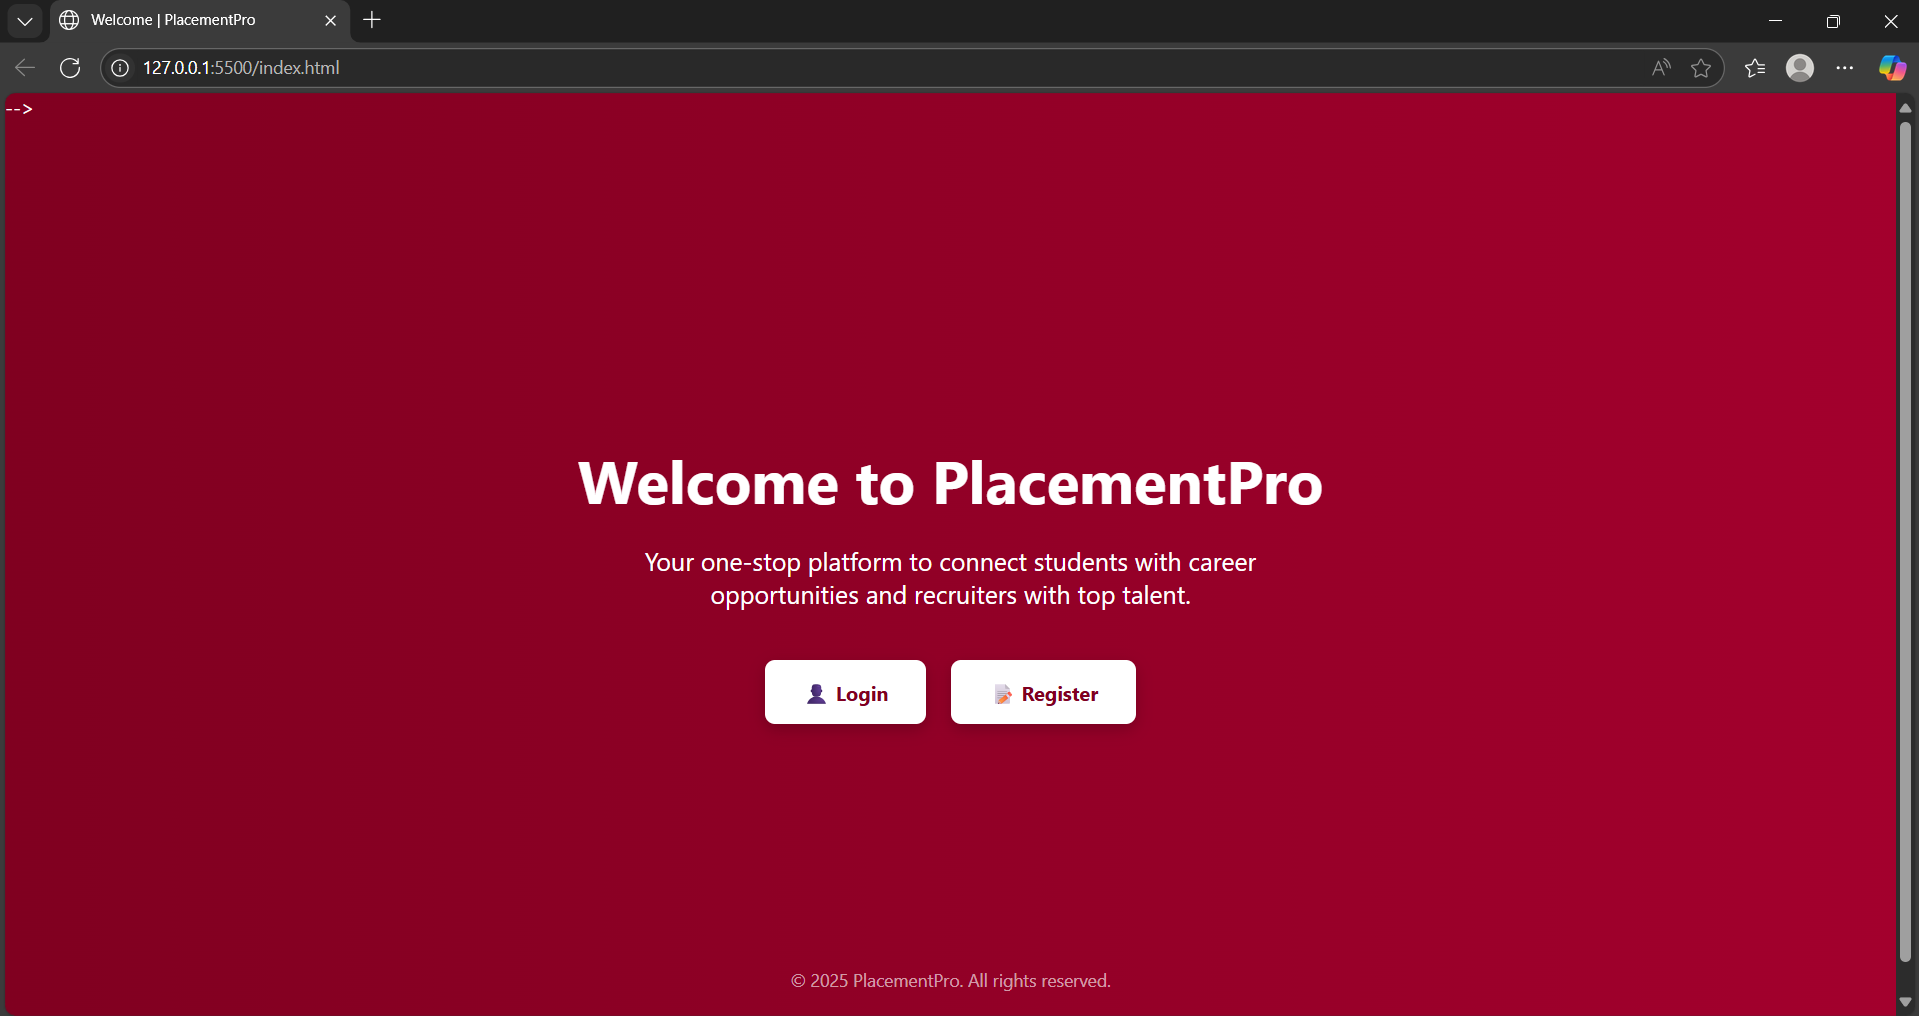 Welcome | PlacementPro
127.0.0.1:5500/index.html
-->
Welcome to PlacementPro
Your one-stop platform to connect students with career
opportunities and recruiters with top talent.
👤 Login
📝 Register
© 2025 PlacementPro. All rights reserved.